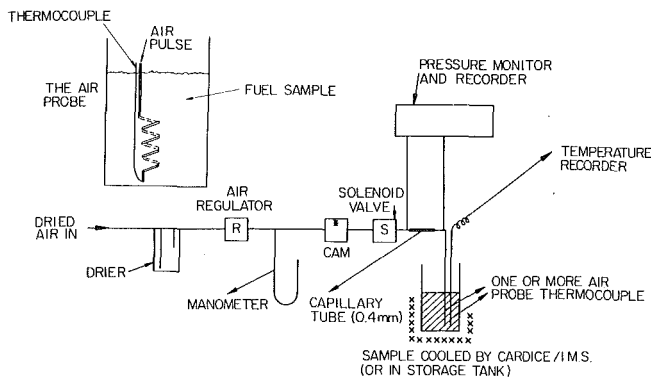 THERMOCOUPLE
AIR
PULSE
THE AIR
PROBE
FUEL SAMPLE
PRESSURE MONITOR
AND RECORDER
TEMPERATURE
RECORDER
AIR
REGULATOR
SOLENOID
VALVE
DRIED
AIR IN
R
S
CAM
DRIER
MANOMETER
CAPILLARY
TUBE (0.4mm)
ONE OR MORE AIR
PROBE THERMOCOUPLE
SAMPLE COOLED BY CARDICE/I.M.S.
(OR IN STORAGE TANK)